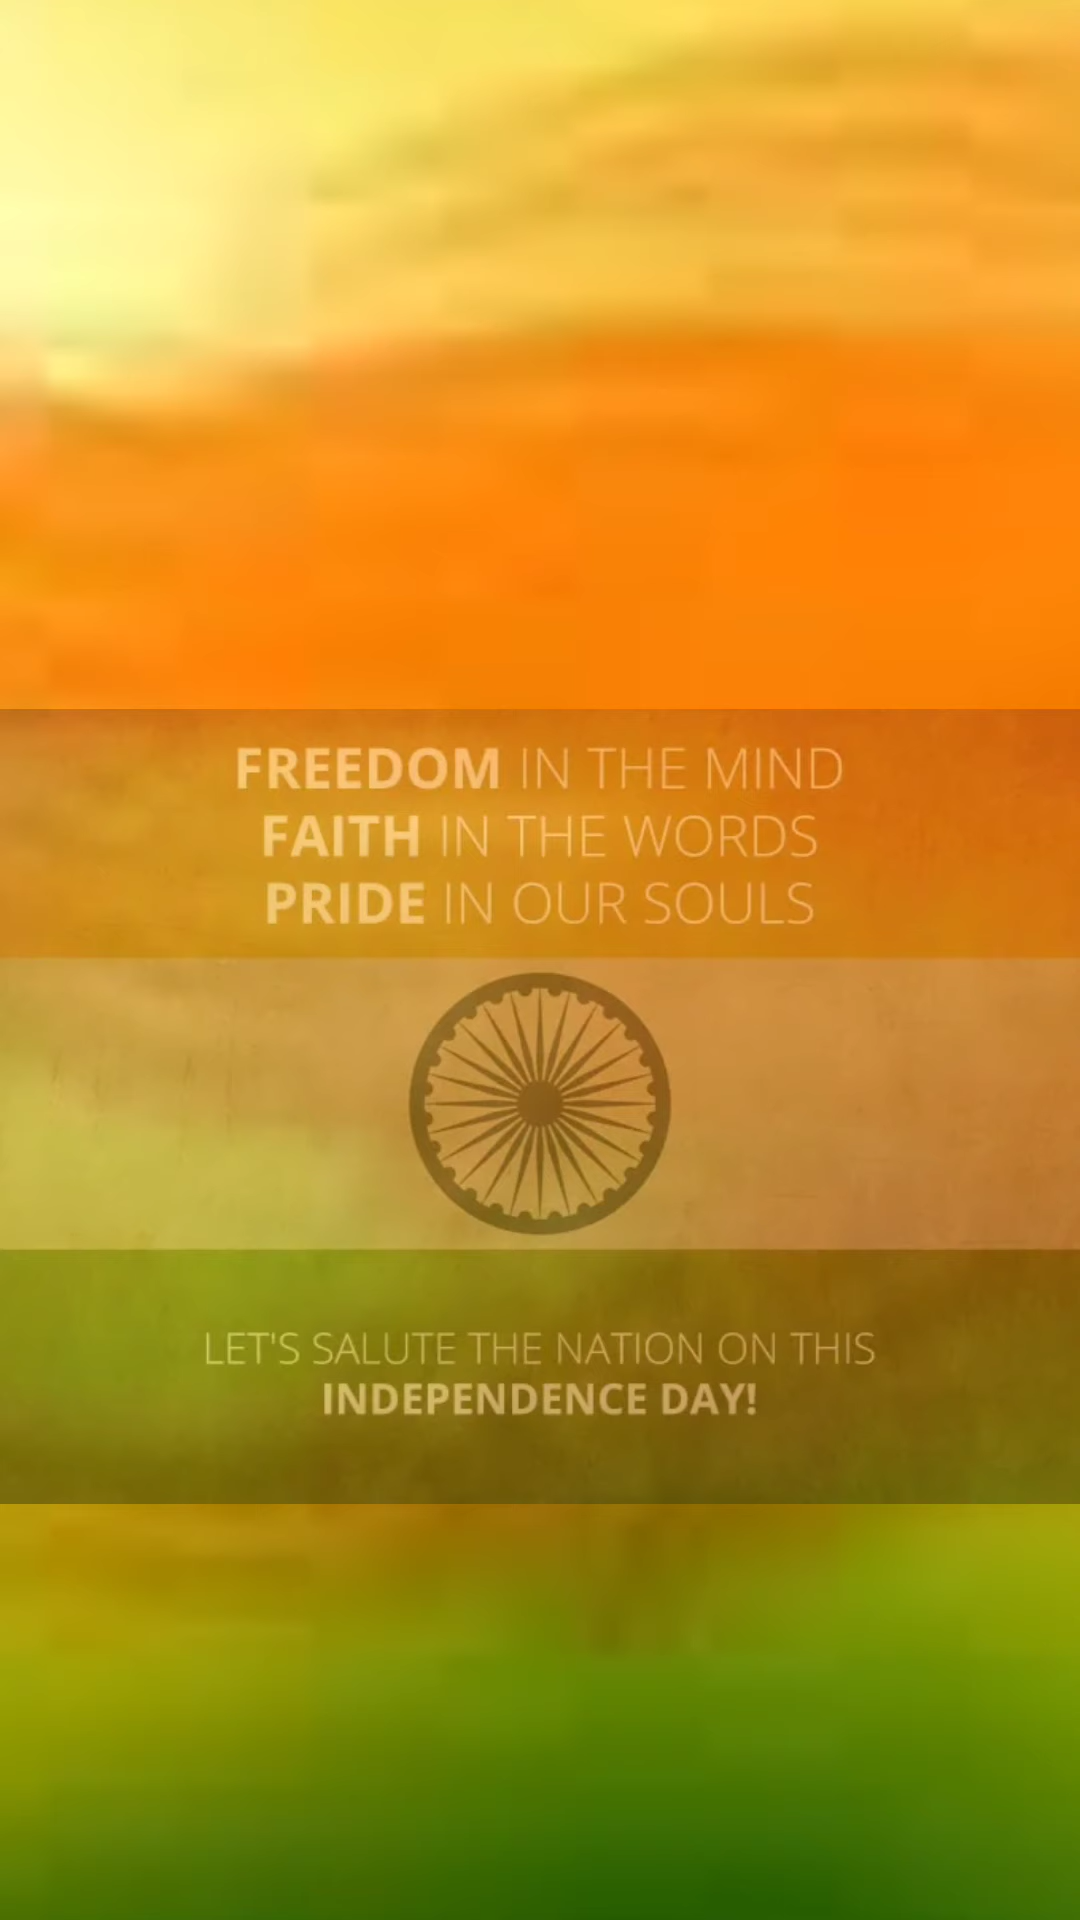 FREEDOM IN THE MIND
FAITH IN THE WORDS
PRIDE IN OUR SOULS
LET'S SALUTE THE NATION ON THIS
INDEPENDENCE DAY!